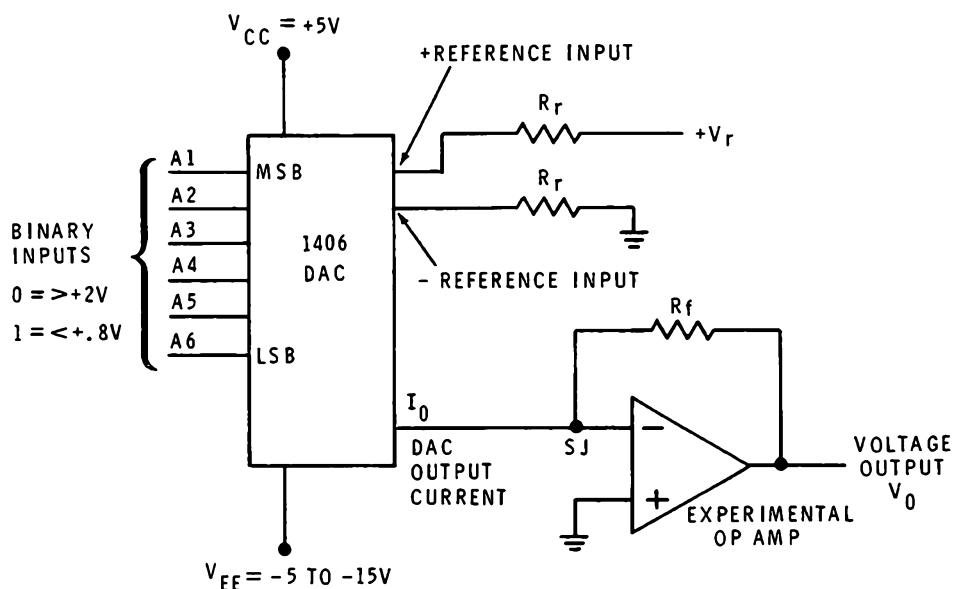 V_CC = +5V
+REFERENCE INPUT
R_r
+V_r
A1
MSB
A2
R_r
A3
BINARY
INPUTS
1406
DAC
A4
- REFERENCE INPUT
0 = >+2V
A5
R_f
1 = <+.8V
A6
LSB
I_0
DAC
OUTPUT
CURRENT
SJ
−
+
VOLTAGE
OUTPUT
V_0
EXPERIMENTAL
OP AMP
V_EE = -5 TO -15V